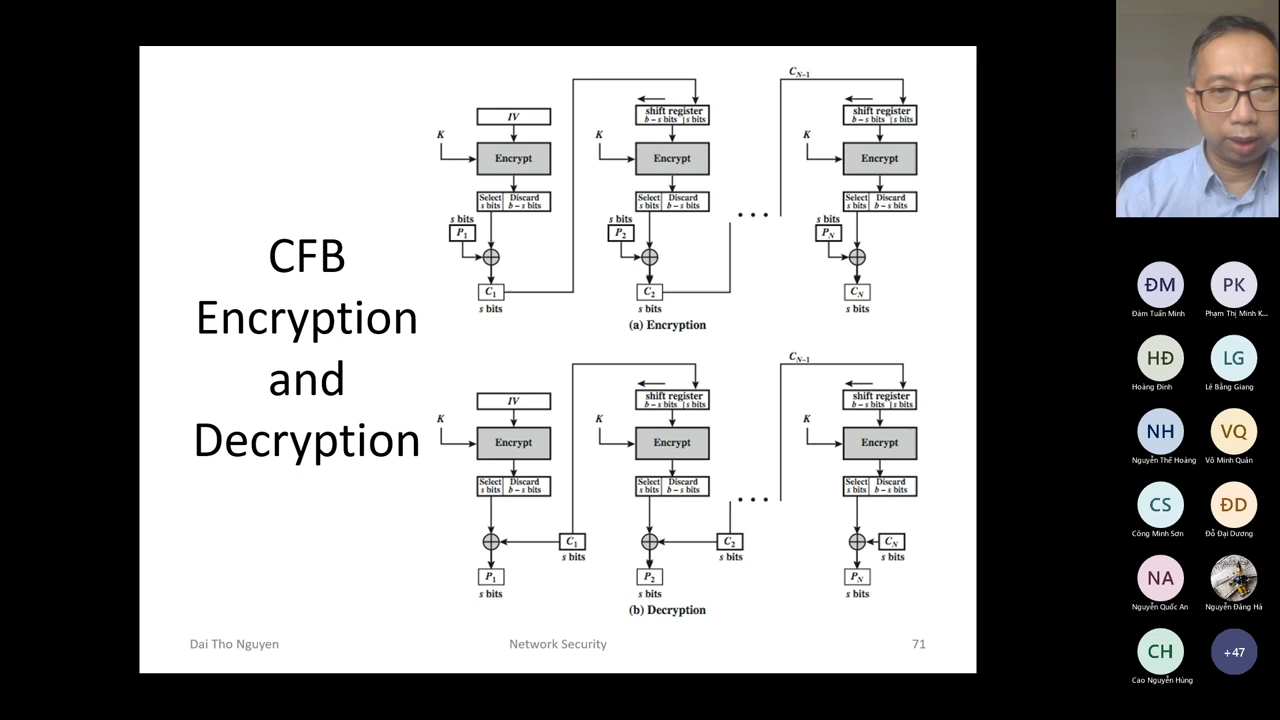 CFB
Encryption
and
Decryption
C_{N–1}
IV
shift register
b – s bits | s bits
shift register
b – s bits | s bits
K
K
K
Encrypt
Encrypt
Encrypt
Select s bits
Discard b – s bits
Select s bits
Discard b – s bits
Select s bits
Discard b – s bits
s bits
P1
s bits
P2
s bits
PN
C1
C2
CN
s bits
s bits
s bits
(a) Encryption
C_{N–1}
IV
shift register
b – s bits | s bits
shift register
b – s bits | s bits
K
K
K
Encrypt
Encrypt
Encrypt
Select s bits
Discard b – s bits
Select s bits
Discard b – s bits
Select s bits
Discard b – s bits
C1
C2
CN
s bits
s bits
s bits
P1
P2
PN
s bits
s bits
s bits
(b) Decryption
Dai Tho Nguyen
Network Security
71
ĐM
PK
Đàm Tuấn Minh
Phạm Thị Minh K...
HĐ
LG
Hoàng Đinh
Lê Bằng Giang
NH
VQ
Nguyễn Thế Hoàng
Võ Minh Quân
CS
ĐD
Công Minh Sơn
Đỗ Đại Dương
NA
Nguyễn Quốc An
Nguyễn Đăng Hà
CH
+47
Cao Nguyên Hùng